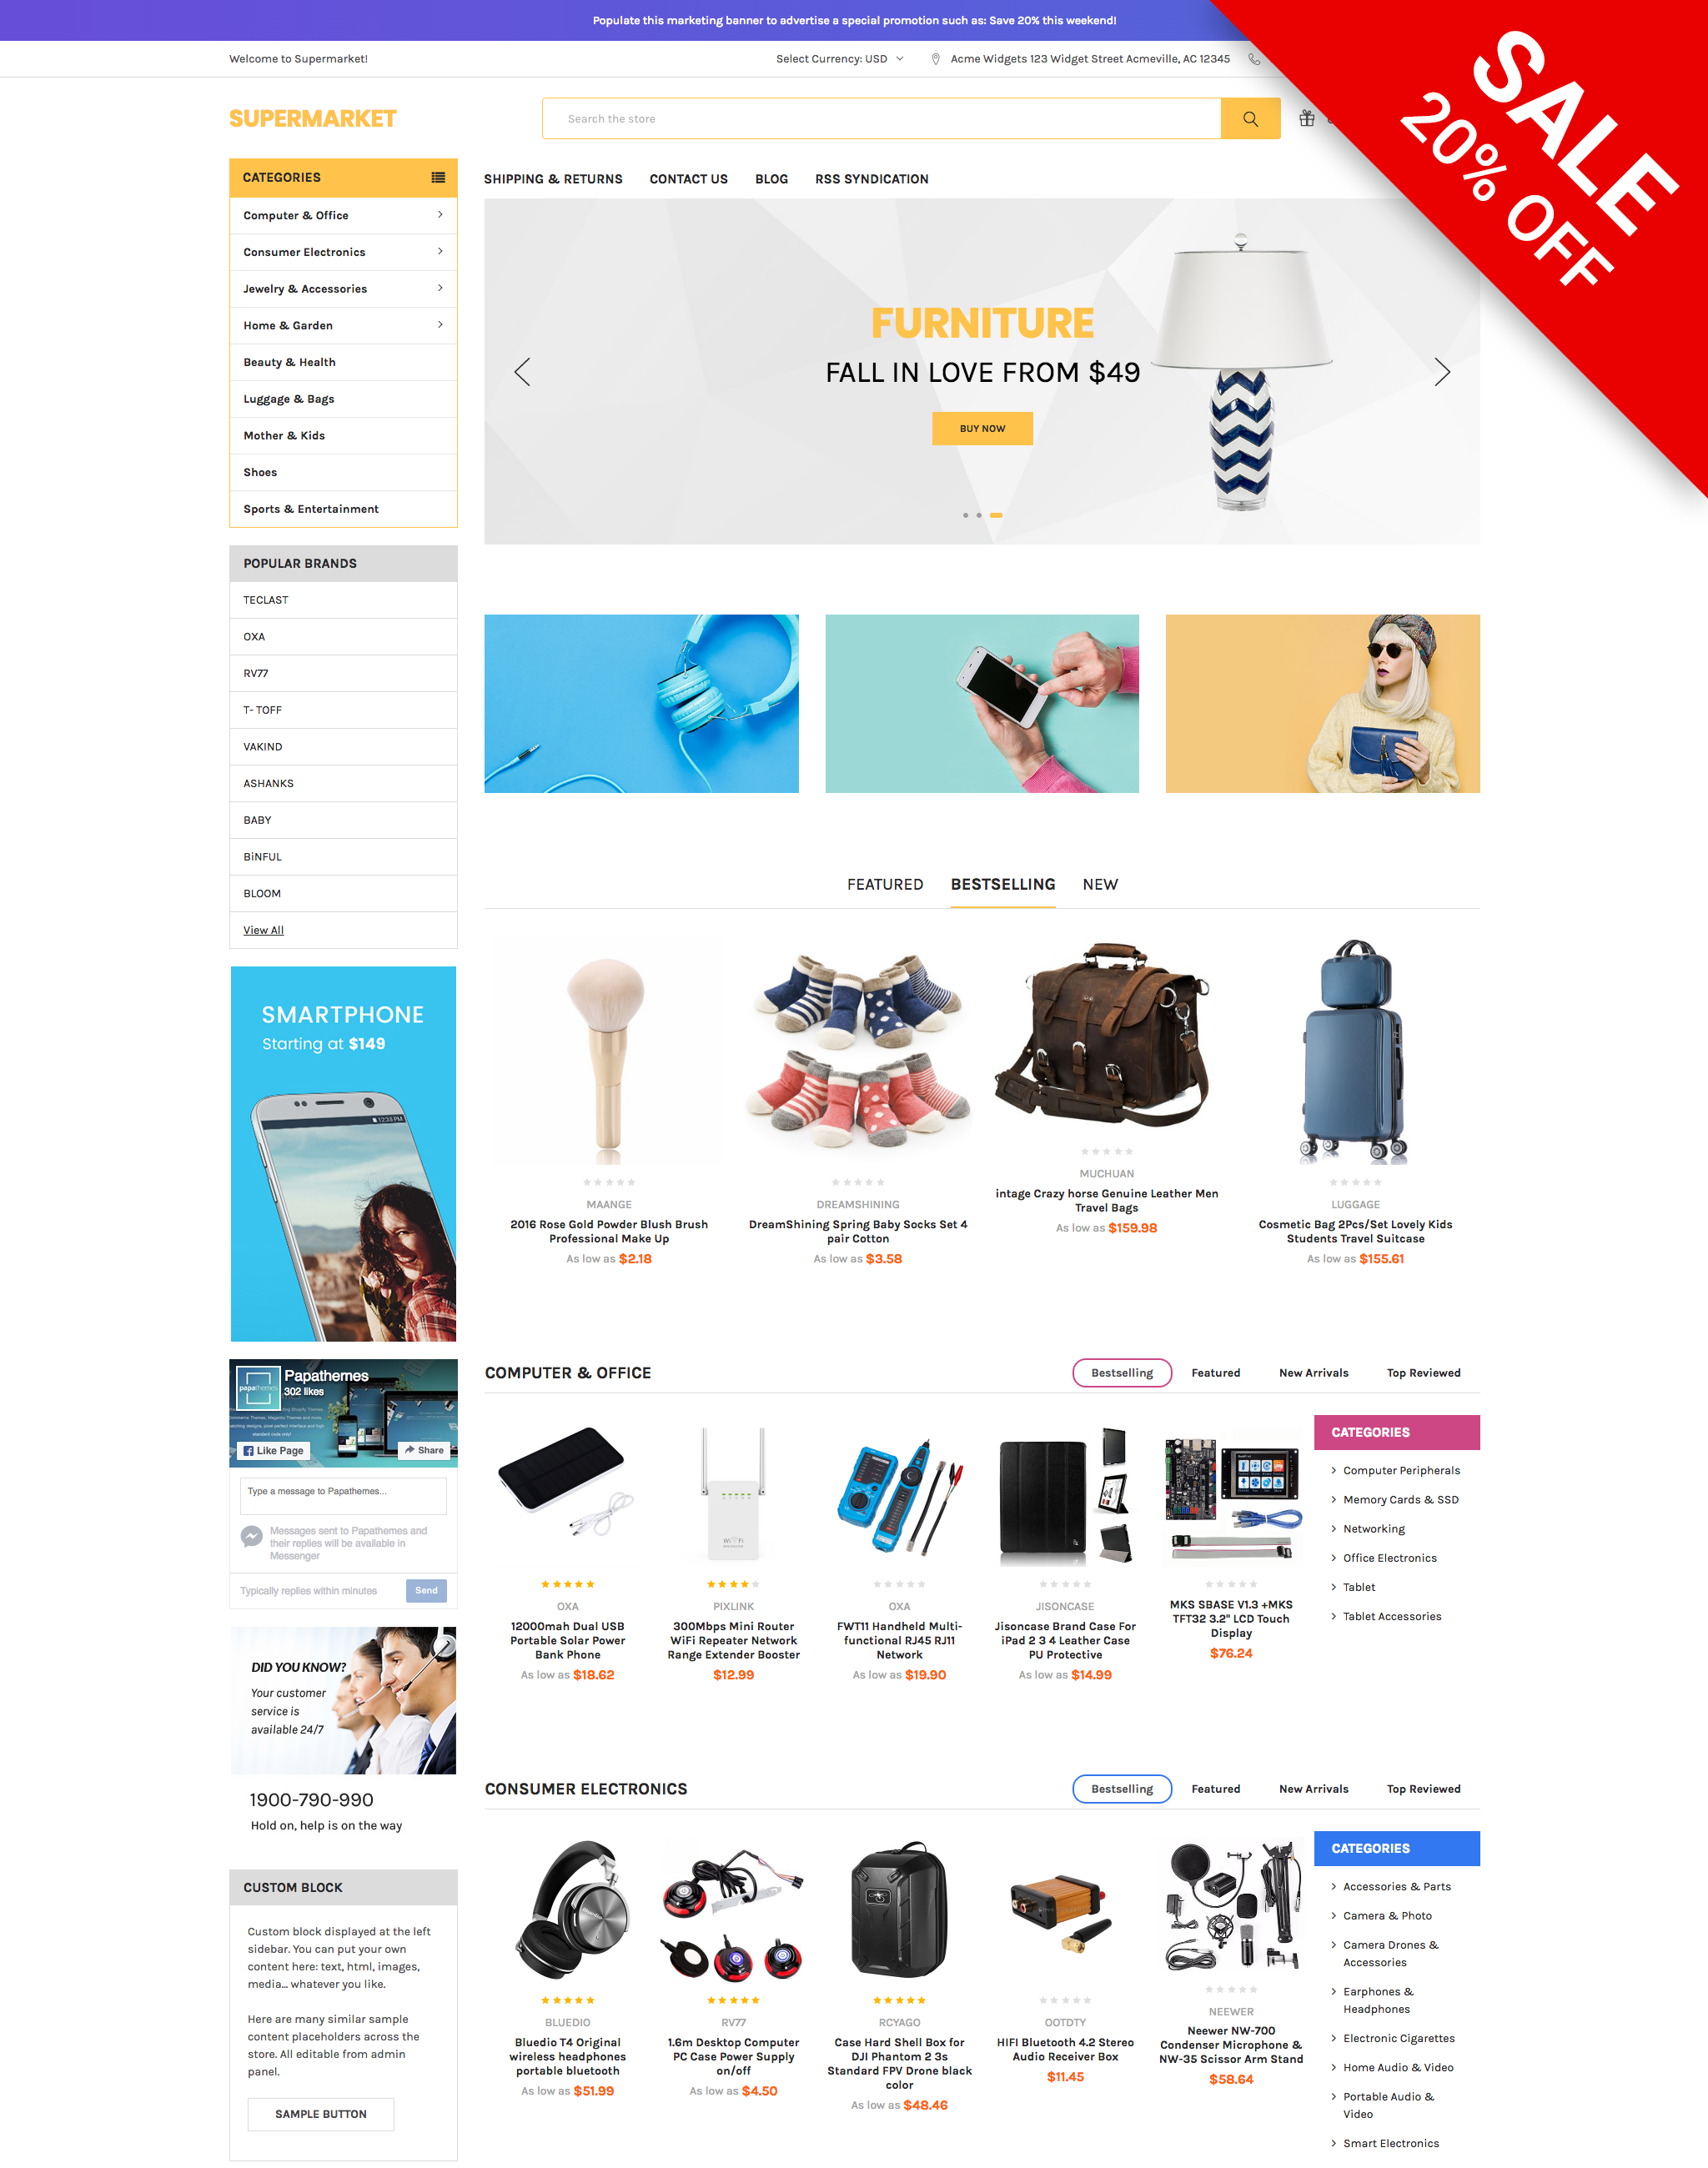 Populate this marketing banner to advertise a special promotion such as: Save 20% this weekend!
SALE
20% OFF
Welcome to Supermarket!
Select Currency: USD
Acme Widgets 123 Widget Street Acmeville, AC 12345
SUPERMARKET
Search the store
CATEGORIES
Computer & Office
Consumer Electronics
Jewelry & Accessories
Home & Garden
Beauty & Health
Luggage & Bags
Mother & Kids
Shoes
Sports & Entertainment
SHIPPING & RETURNS
CONTACT US
BLOG
RSS SYNDICATION
FURNITURE
FALL IN LOVE FROM $49
BUY NOW
POPULAR BRANDS
TECLAST
OXA
RV77
T- TOFF
VAKIND
ASHANKS
BABY
BiNFUL
BLOOM
View All
SMARTPHONE
Starting at $149
12:38 PM
Papathemes
302 likes
papathemes
Like Page
Share
Type a message to Papathemes...
Messages sent to Papathemes and
their replies will be available in
Messenger
Typically replies within minutes
Send
DID YOU KNOW?
Your customer
service is
available 24/7
1900-790-990
Hold on, help is on the way
CUSTOM BLOCK
Custom block displayed at the left
sidebar. You can put your own
content here: text, html, images,
media... whatever you like.
Here are many similar sample
content placeholders across the
store. All editable from admin
panel.
SAMPLE BUTTON
FEATURED
BESTSELLING
NEW
MAANGE
2016 Rose Gold Powder Blush Brush
Professional Make Up
As low as $2.18
DREAMSHINING
DreamShining Spring Baby Socks Set 4
pair Cotton
As low as $3.58
MUCHUAN
intage Crazy horse Genuine Leather Men
Travel Bags
As low as $159.98
LUGGAGE
Cosmetic Bag 2Pcs/Set Lovely Kids
Students Travel Suitcase
As low as $155.61
COMPUTER & OFFICE
Bestselling
Featured
New Arrivals
Top Reviewed
OXA
12000mah Dual USB
Portable Solar Power
Bank Phone
As low as $18.62
PIXLINK
300Mbps Mini Router
WiFi Repeater Network
Range Extender Booster
$12.99
OXA
FWT11 Handheld Multi-
functional RJ45 RJ11
Network
As low as $19.90
JISONCASE
Jisoncase Brand Case For
iPad 2 3 4 Leather Case
PU Protective
As low as $14.99
MKS SBASE V1.3 +MKS
TFT32 3.2" LCD Touch
Display
$76.24
CATEGORIES
Computer Peripherals
Memory Cards & SSD
Networking
Office Electronics
Tablet
Tablet Accessories
CONSUMER ELECTRONICS
Bestselling
Featured
New Arrivals
Top Reviewed
Bluedio
BLUEDIO
Bluedio T4 Original
wireless headphones
portable bluetooth
As low as $51.99
RV77
1.6m Desktop Computer
PC Case Power Supply
on/off
As low as $4.50
RCYAGO
Case Hard Shell Box for
DJI Phantom 2 3s
Standard FPV Drone black
color
As low as $48.46
OOTDTY
HIFI Bluetooth 4.2 Stereo
Audio Receiver Box
$11.45
NEEWER
Neewer NW-700
Condenser Microphone &
NW-35 Scissor Arm Stand
$58.64
CATEGORIES
Accessories & Parts
Camera & Photo
Camera Drones &
Accessories
Earphones &
Headphones
Electronic Cigarettes
Home Audio & Video
Portable Audio &
Video
Smart Electronics